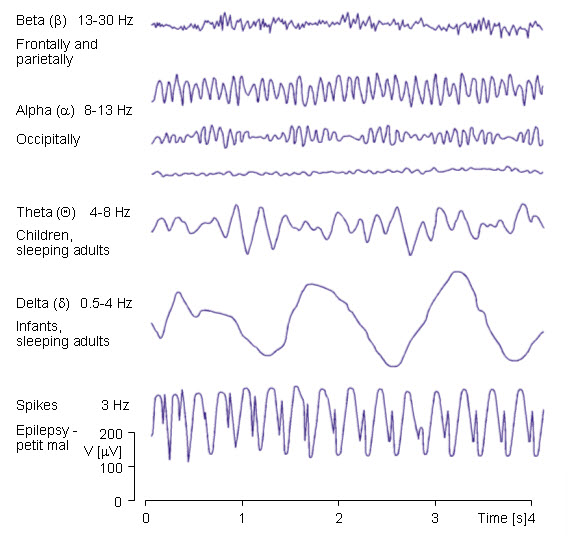 Beta (β) 13-30 Hz
Frontally and
parietally
Alpha (α) 8-13 Hz
Occipitally
Theta (Θ) 4-8 Hz
Children,
sleeping adults
Delta (δ) 0.5-4 Hz
Infants,
sleeping adults
Spikes 3 Hz
Epilepsy -
petit mal
200
V [μV]
100
0
0 1 2 3 Time [s]4